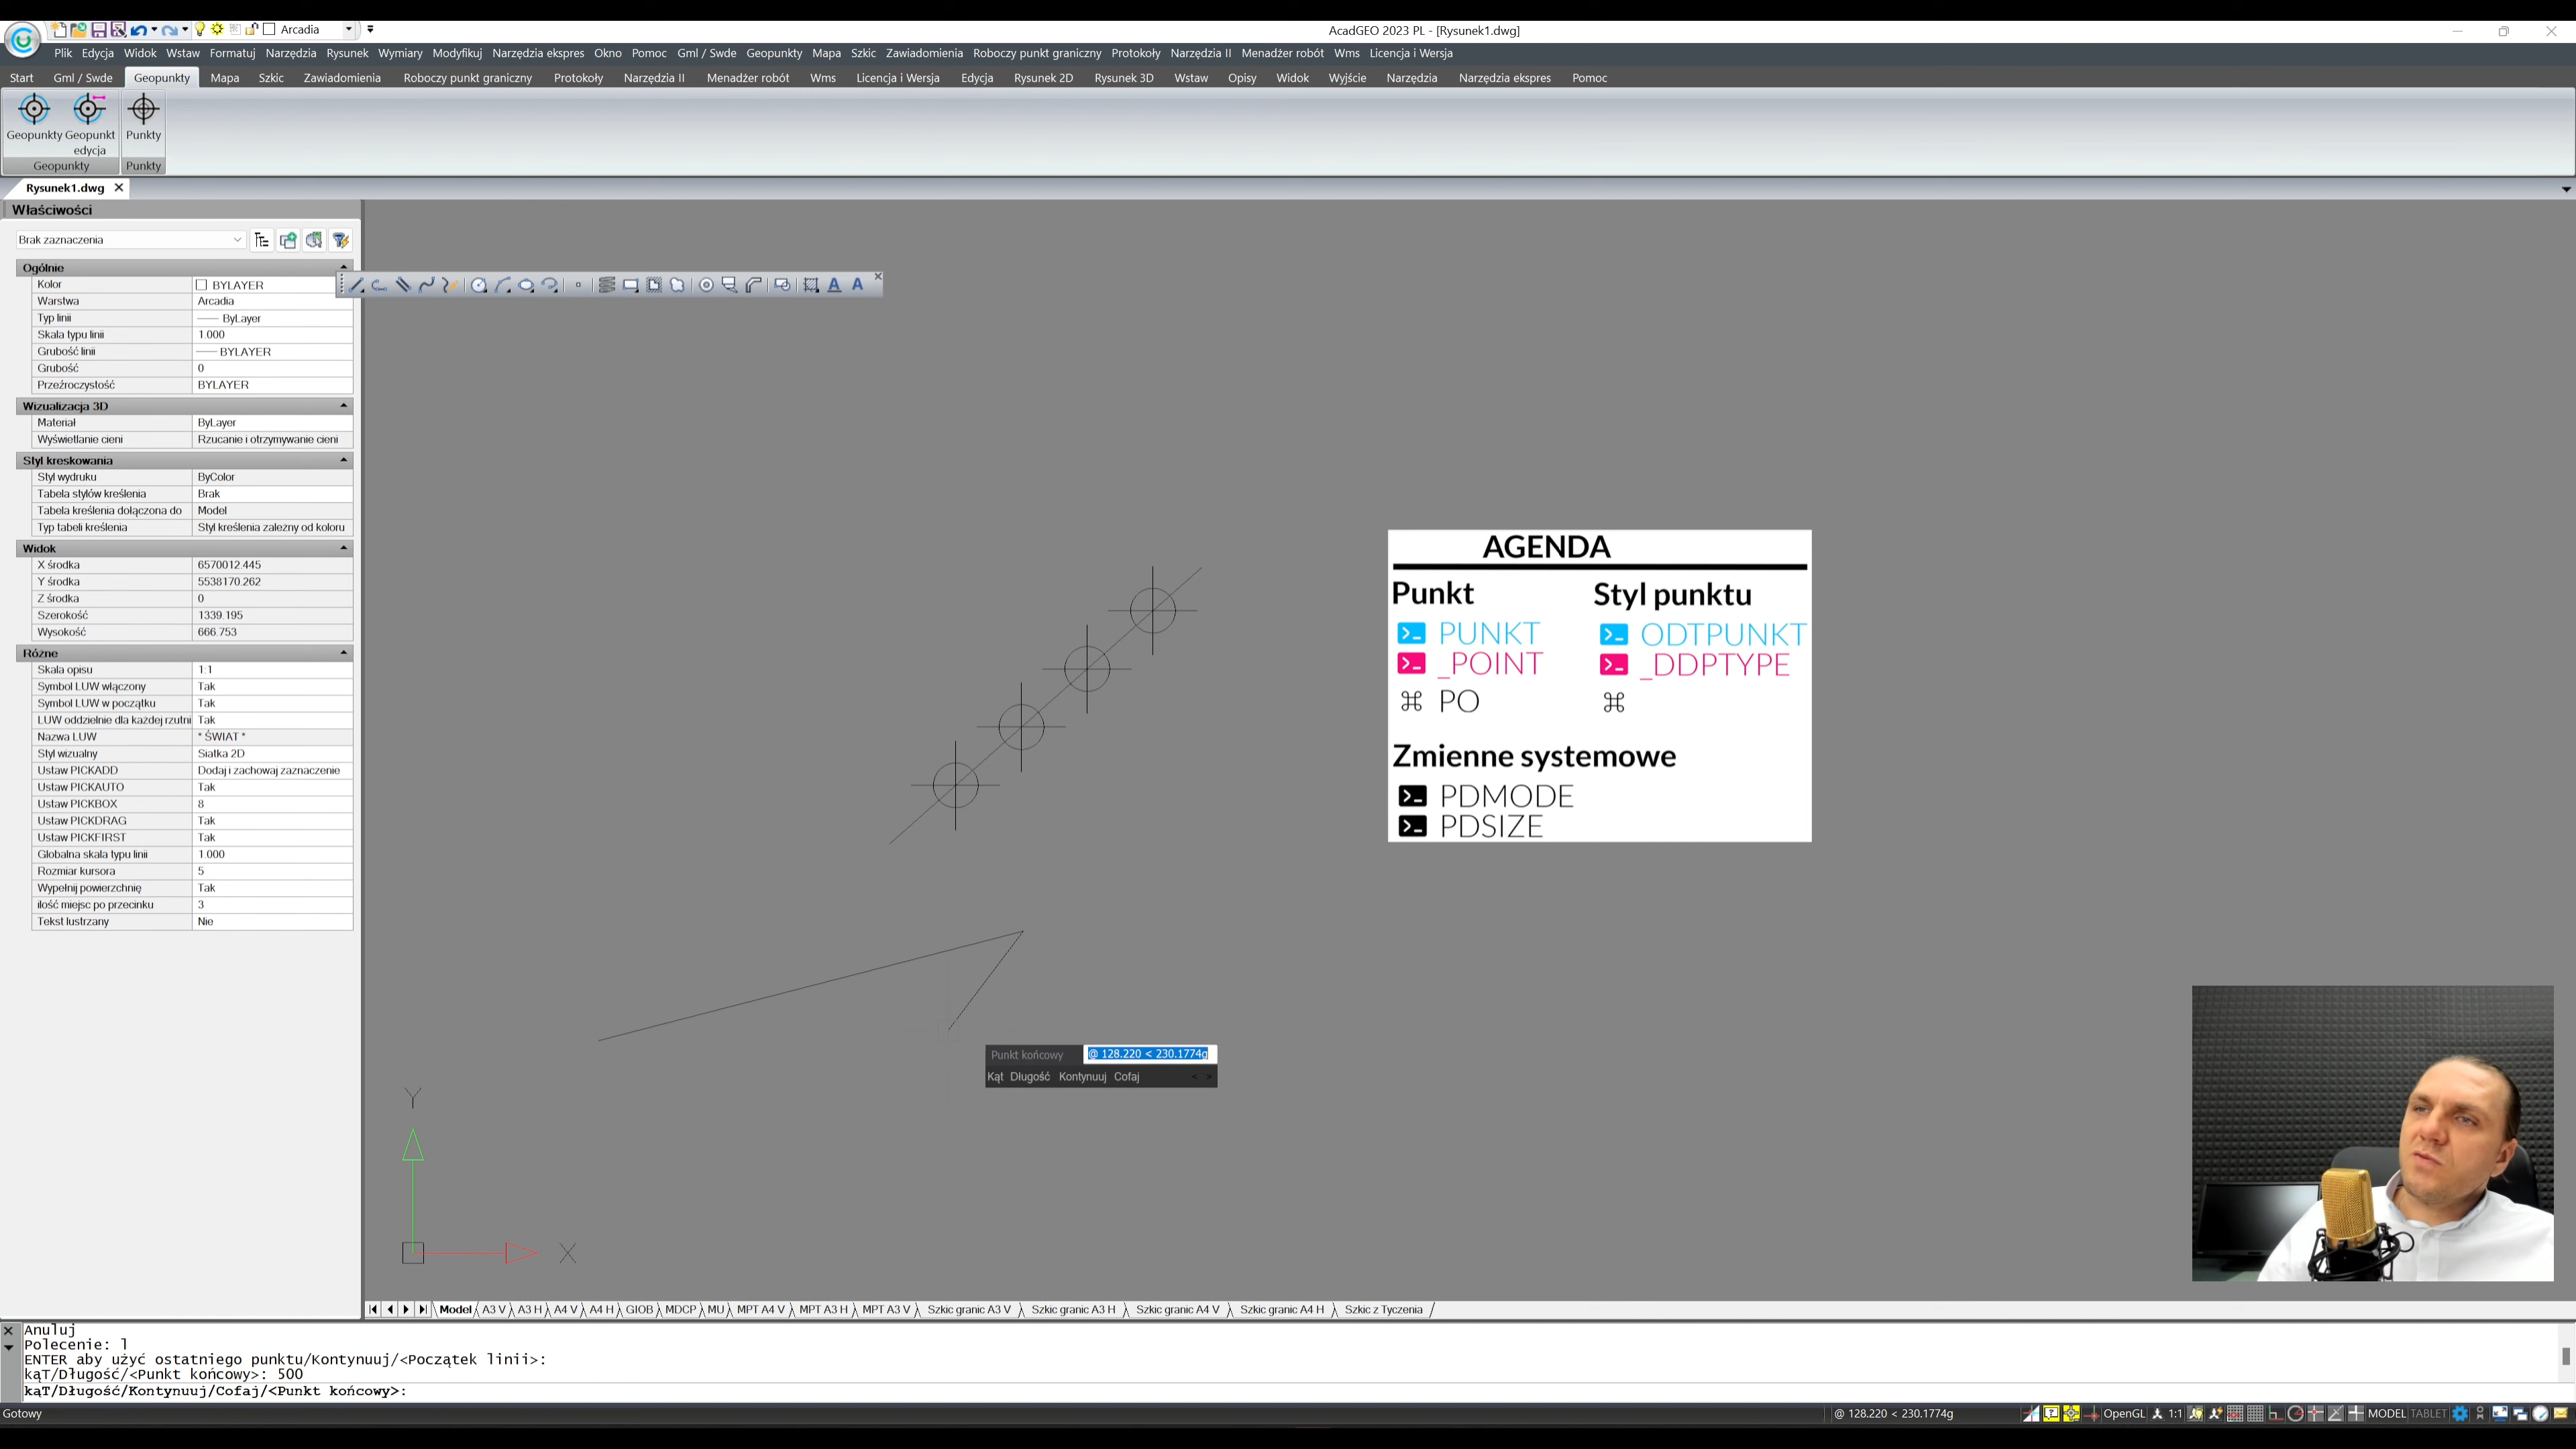 Arcadia
AcadGEO 2023 PL - [Rysunek1.dwg]
Plik Edycja Widok Wstaw Formatuj Narzędzia Rysunek Wymiary Modyfikuj Narzędzia ekspres Okno Pomoc Gml / Swde Geopunkty Mapa Szkic Zawiadomienia Roboczy punkt graniczny Protokoły Narzędzia II Menadżer robót Wms Licencja i Wersja
Start Gml / Swde Geopunkty Mapa Szkic Zawiadomienia Roboczy punkt graniczny Protokoły Narzędzia II Menadżer robót Wms Licencja i Wersja Edycja Rysunek 2D Rysunek 3D Wstaw Opisy Widok Wyjście Narzędzia Narzędzia ekspres Pomoc
Geopunkty Geopunkt edycja Punkty
Geopunkty Punkty
Rysunek1.dwg
Właściwości
Brak zaznaczenia
Ogólnie
Kolor BYLAYER
Warstwa Arcadia
Typ linii ByLayer
Skala typu linii 1.000
Grubość linii BYLAYER
Grubość 0
Przeźroczystość BYLAYER
Wizualizacja 3D
Materiał ByLayer
Wyświetlanie cieni Rzucanie i otrzymywanie cieni
Styl kreskowania
Styl wydruku ByColor
Tabela stylów kreślenia Brak
Tabela kreślenia dołączona do Model
Typ tabeli kreślenia Styl kreślenia zależny od koloru
Widok
X środka 6570012.445
Y środka 5538170.262
Z środka 0
Szerokość 1339.195
Wysokość 666.753
Różne
Skala opisu 1:1
Symbol LUW włączony Tak
Symbol LUW w początku Tak
LUW oddzielnie dla każdej rzutni Tak
Nazwa LUW * ŚWIAT *
Styl wizualny Siatka 2D
Ustaw PICKADD Dodaj i zachowaj zaznaczenie
Ustaw PICKAUTO Tak
Ustaw PICKBOX 8
Ustaw PICKDRAG Tak
Ustaw PICKFIRST Tak
Globalna skala typu linii 1.000
Rozmiar kursora 5
Wypełnij powierzchnię Tak
ilość miejsc po przecinku 3
Tekst lustrzany Nie
AGENDA
Punkt Styl punktu
>_ PUNKT >_ ODTPUNKT
>_ _POINT >_ _DDPTYPE
⌘ PO ⌘
Zmienne systemowe
>_ PDMODE
>_ PDSIZE
Punkt końcowy @ 128.220 < 230.1774g
Kąt Długość Kontynuuj Cofaj < >
Y
X
Model A3 V A3 H A4 V A4 H GIOB MDCP MU MPT A4 V MPT A3 H MPT A3 V Szkic granic A3 V Szkic granic A3 H Szkic granic A4 V Szkic granic A4 H Szkic z Tyczenia
Anuluj
Polecenie: l
ENTER aby użyć ostatniego punktu/Kontynuuj/<Początek linii>:
kąT/Długość/<Punkt końcowy>: 500
kąT/Długość/Kontynuuj/Cofaj/<Punkt końcowy>:
Gotowy @ 128.220 < 230.1774g OpenGL 1:1 MODEL TABLET